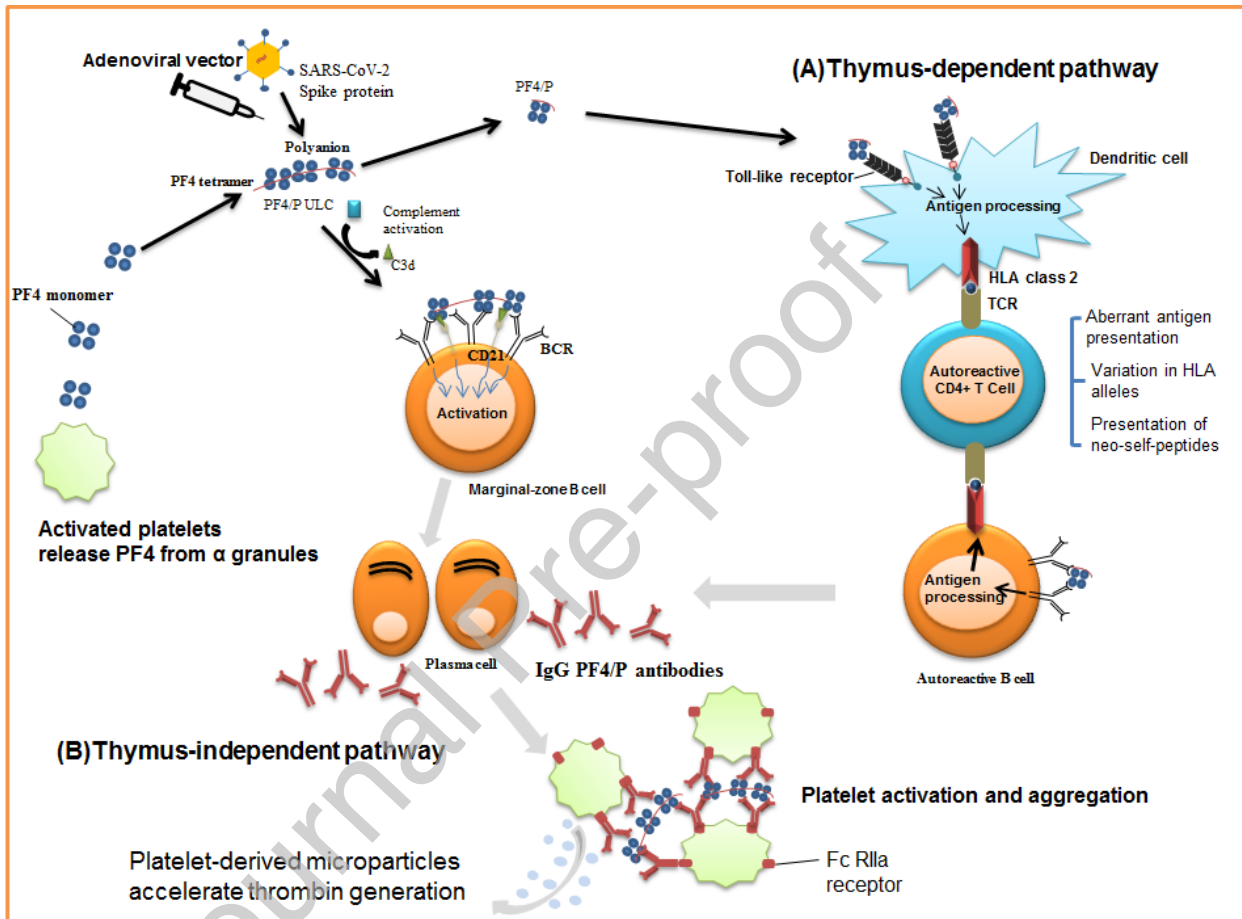 Adenoviral vector
SARS-CoV-2
Spike protein
Polyanion
PF4 tetramer
PF4/P ULC
Complement
activation
C3d
PF4/P
PF4 monomer
Activated platelets
release PF4 from α granules
CD21
BCR
Activation
Marginal-zone B cell
(A)Thymus-dependent pathway
Dendritic cell
Toll-like receptor
Antigen processing
HLA class 2
TCR
Autoreactive
CD4+ T Cell
Aberrant antigen
presentation
Variation in HLA
alleles
Presentation of
neo-self-peptides
Antigen
processing
Autoreactive B cell
Plasma cell
IgG PF4/P antibodies
(B)Thymus-independent pathway
Platelet activation and aggregation
Platelet-derived microparticles
accelerate thrombin generation
Fc RIIa
receptor
Journal Pre-proof